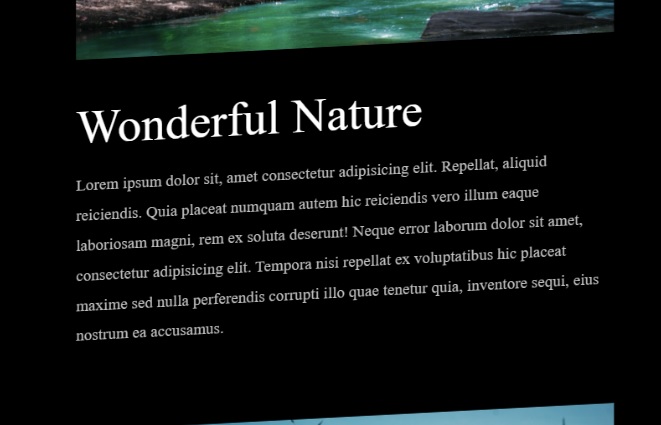 Wonderful Nature
Lorem ipsum dolor sit, amet consectetur adipisicing elit. Repellat, aliquid
reiciendis. Quia placeat numquam autem hic reiciendis vero illum eaque
laboriosam magni, rem ex soluta deserunt! Neque error laborum dolor sit amet,
consectetur adipisicing elit. Tempora nisi repellat ex voluptatibus hic placeat
maxime sed nulla perferendis corrupti illo quae tenetur quia, inventore sequi, eius
nostrum ea accusamus.